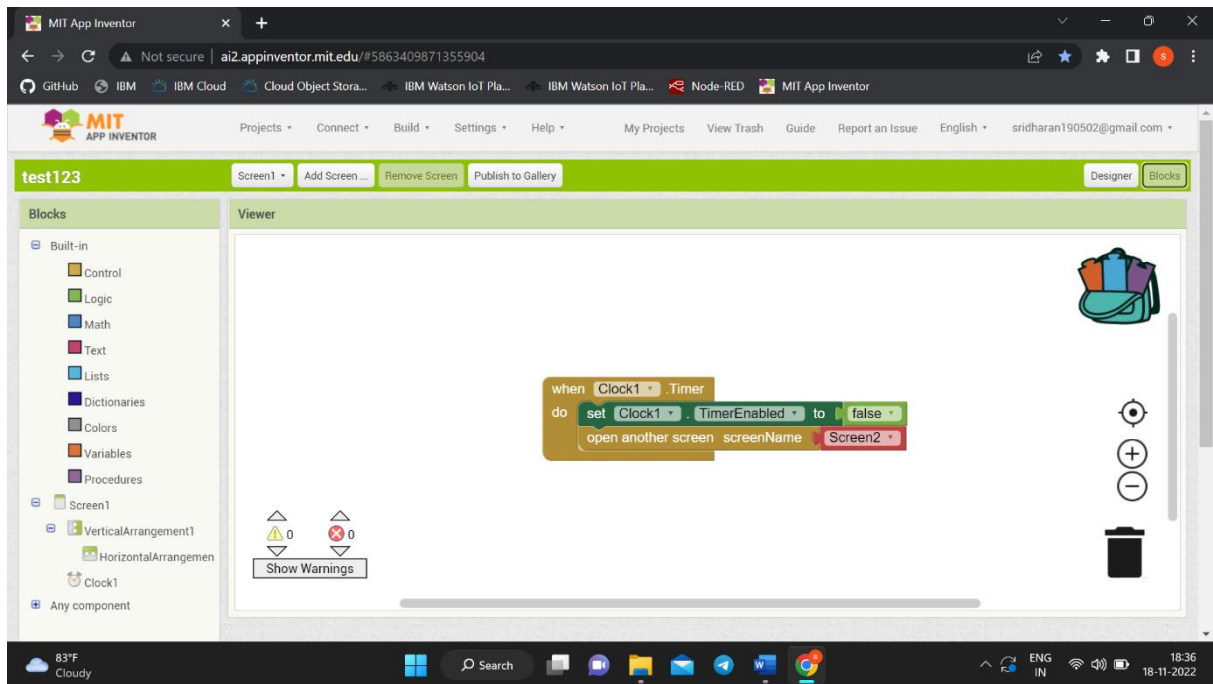 MIT App Inventor
Not secure | ai2.appinventor.mit.edu/#5863409871355904
S
GitHub IBM IBM Cloud Cloud Object Stora... IBM Watson IoT Pla... IBM Watson IoT Pla... Node-RED MIT App Inventor
MIT
APP INVENTOR
Projects Connect Build Settings Help My Projects View Trash Guide Report an Issue English sridharan190502@gmail.com
test123 Screen1 Add Screen ... Remove Screen Publish to Gallery Designer Blocks
Blocks Viewer
Built-in
Control
Logic
Math
Text
Lists
Dictionaries
Colors
Variables
Procedures
Screen1
VerticalArrangement1
HorizontalArrangemen
Clock1
Any component
when Clock1 .Timer
do set Clock1 . TimerEnabled to false
open another screen screenName Screen2
0 0
Show Warnings
83°F
Cloudy
Search
ENG
IN
18:36
18-11-2022